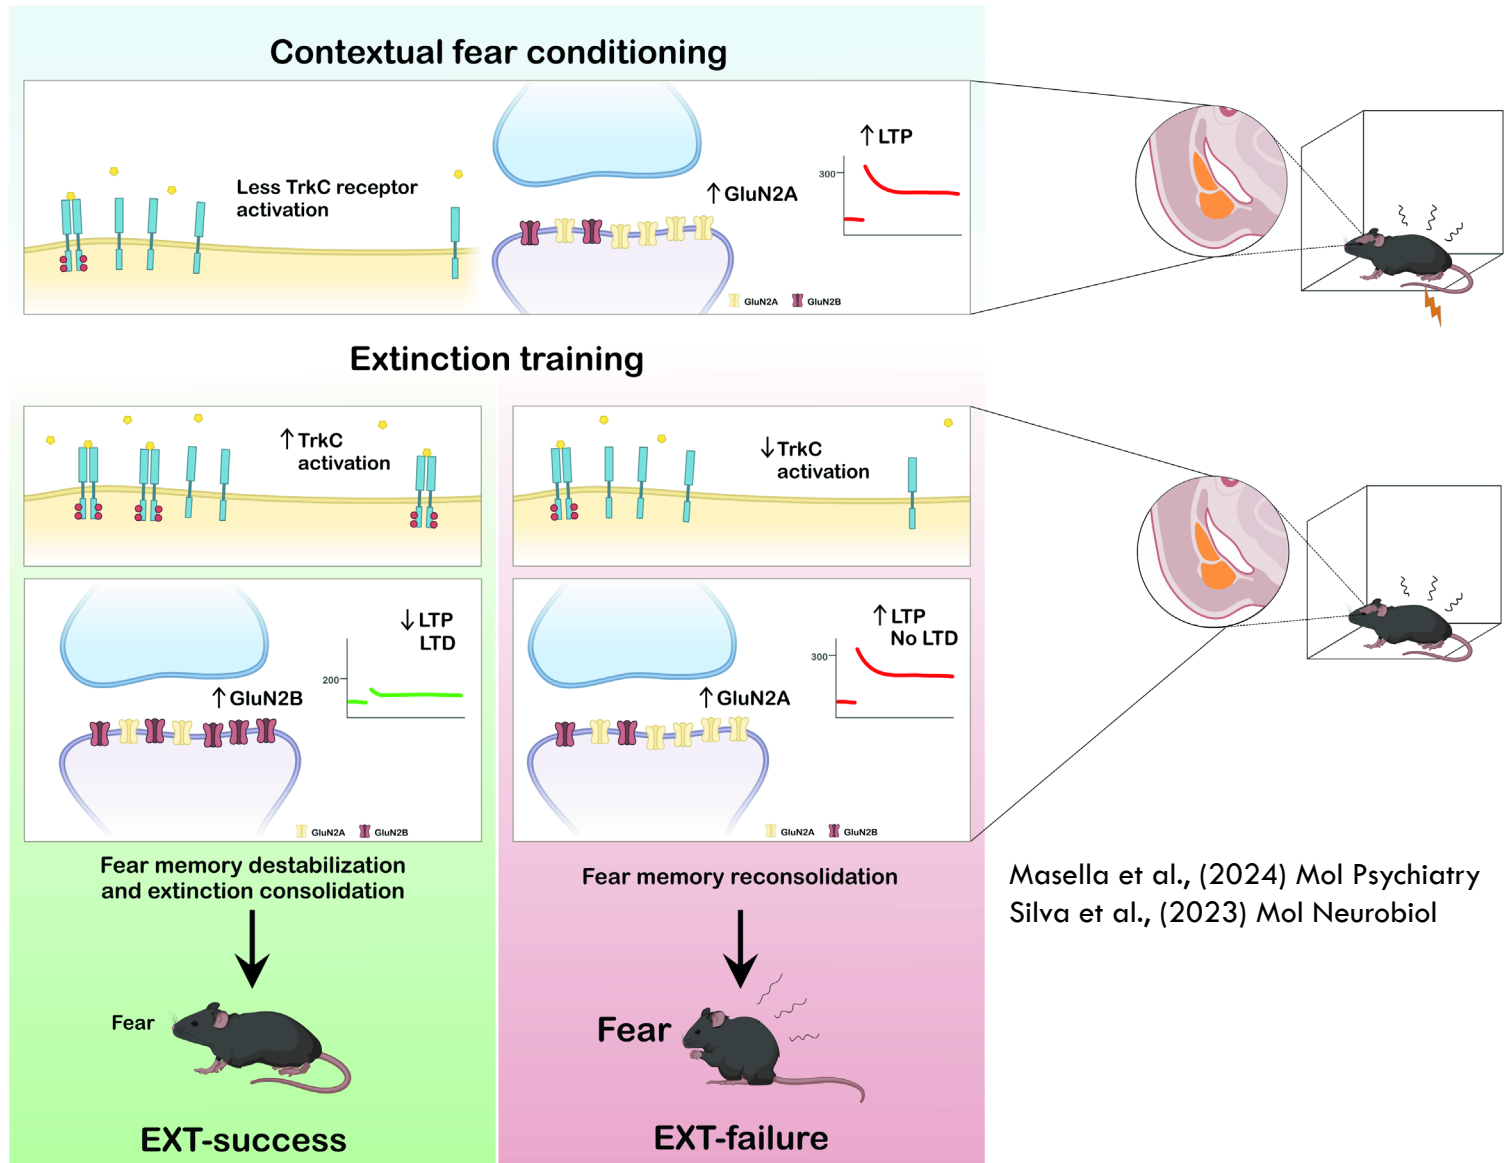 Contextual fear conditioning
Less TrkC receptor
activation
↑GluN2A
↑LTP
300
GluN2A
GluN2B
Extinction training
↑TrkC
activation
↓TrkC
activation
↓LTP
LTD
200
↑GluN2B
GluN2A
GluN2B
↑LTP
No LTD
300
↑GluN2A
GluN2A
GluN2B
Fear memory destabilization
and extinction consolidation
Fear memory reconsolidation
Fear
Fear
EXT-success
EXT-failure
Masella et al., (2024) Mol Psychiatry
Silva et al., (2023) Mol Neurobiol